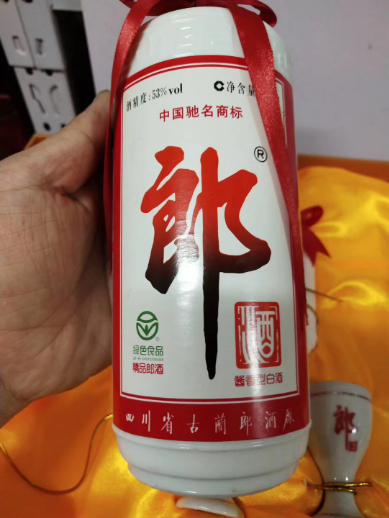 酒精度:53%vol 净含量
中国驰名商标
郎
®
酒
绿色食品
精品郎酒
酱香型白酒
四川省古蔺郎酒厂
郎